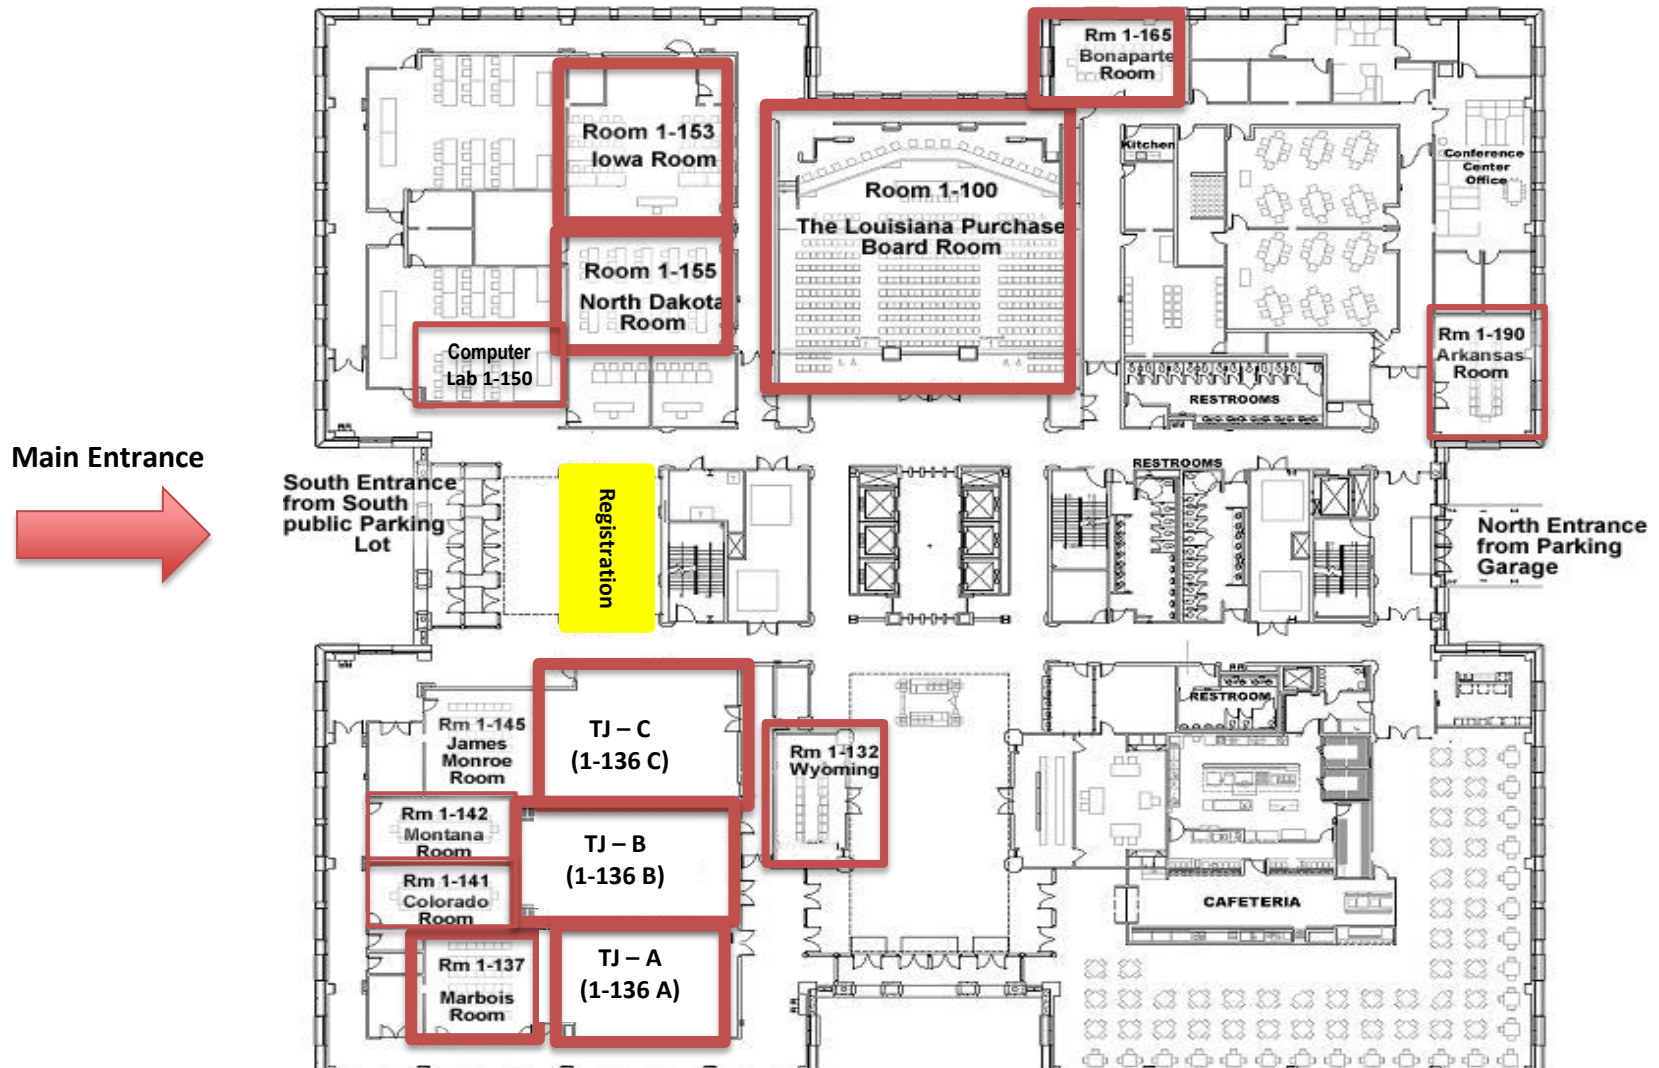 Rm 1-165
Bonaparte
Room
Room 1-153
Iowa Room
Kitchen
Conference
Center
Office
Room 1-100
The Louisiana Purchase
Board Room
Room 1-155
North Dakota
Room
Computer
Lab 1-150
Rm 1-190
Arkansas
Room
RESTROOMS
Main Entrance
South Entrance
from South
public Parking
Lot
Registration
RESTROOMS
North Entrance
from Parking
Garage
Rm 1-145
James
Monroe
Room
TJ – C
(1-136 C)
Rm 1-132
Wyoming
RESTROOM
Rm 1-142
Montana
Room
TJ – B
(1-136 B)
Rm 1-141
Colorado
Room
CAFETERIA
Rm 1-137
Marbois
Room
TJ – A
(1-136 A)